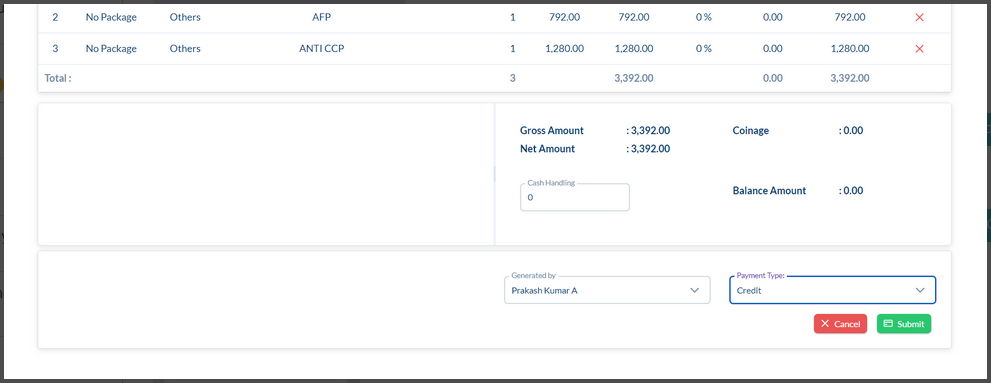 2 No Package Others AFP 1 792.00 792.00 0 % 0.00 792.00
3 No Package Others ANTI CCP 1 1,280.00 1,280.00 0 % 0.00 1,280.00
Total : 3 3,392.00 0.00 3,392.00
Gross Amount : 3,392.00 Coinage : 0.00
Net Amount : 3,392.00
Cash Handling
0
Balance Amount : 0.00
Generated by Payment Type:
Prakash Kumar A Credit
Cancel Submit